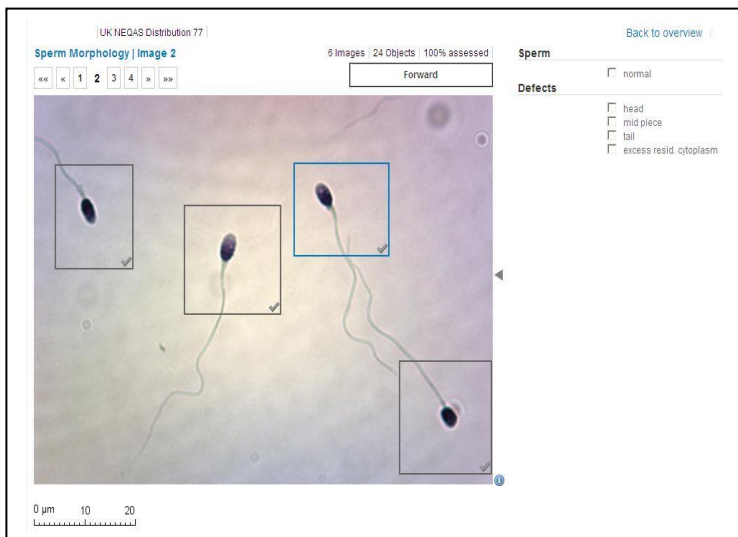 UK NEQAS Distribution 77
Back to overview
Sperm Morphology | Image 2
6 Images | 24 Objects | 100% assessed
«« « 1 2 3 4 » »»
Forward
Sperm
normal
Defects
head
mid piece
tail
excess resid. cytoplasm
i
0 µm 10 20